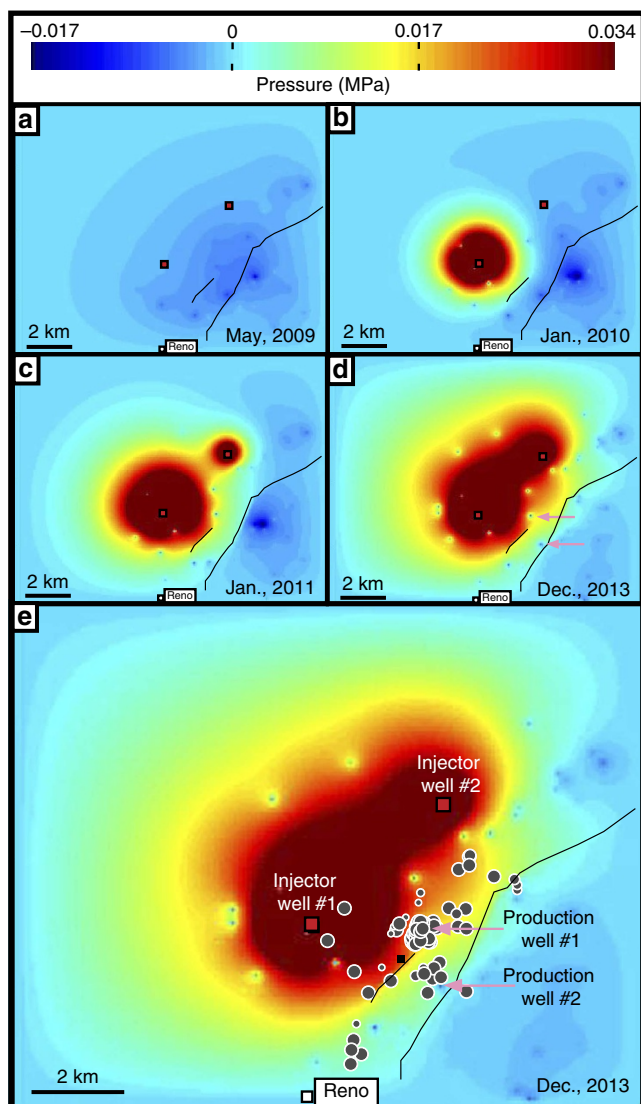 −0.017 0 0.017 0.034
Pressure (MPa)
a
2 km
Reno
May, 2009
b
2 km
Reno
Jan., 2010
c
2 km
Reno
Jan., 2011
d
2 km
Reno
Dec., 2013
e
Injector
well #2
Injector
well #1
Production
well #1
Production
well #2
2 km
Reno
Dec., 2013